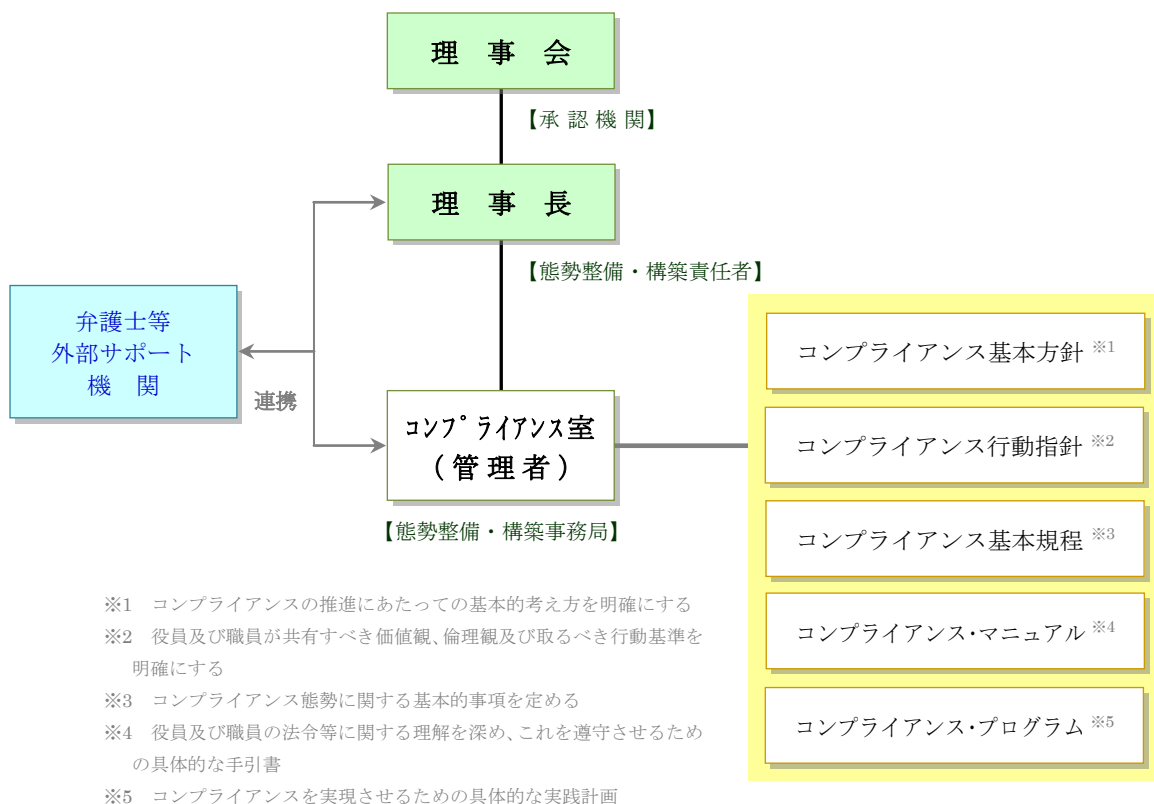 理 事 会
【承 認 機 関】
理 事 長
【態勢整備・構築責任者】
弁護士等
外部サポート
機 関
連携
コンプライアンス室
(管理者)
【態勢整備・構築事務局】
コンプライアンス基本方針 ※1
コンプライアンス行動指針 ※2
コンプライアンス基本規程 ※3
コンプライアンス・マニュアル ※4
コンプライアンス・プログラム ※5
※1 コンプライアンスの推進にあたっての基本的考え方を明確にする
※2 役員及び職員が共有すべき価値観、倫理観及び取るべき行動基準を
明確にする
※3 コンプライアンス態勢に関する基本的事項を定める
※4 役員及び職員の法令等に関する理解を深め、これを遵守させるため
の具体的な手引書
※5 コンプライアンスを実現させるための具体的な実践計画